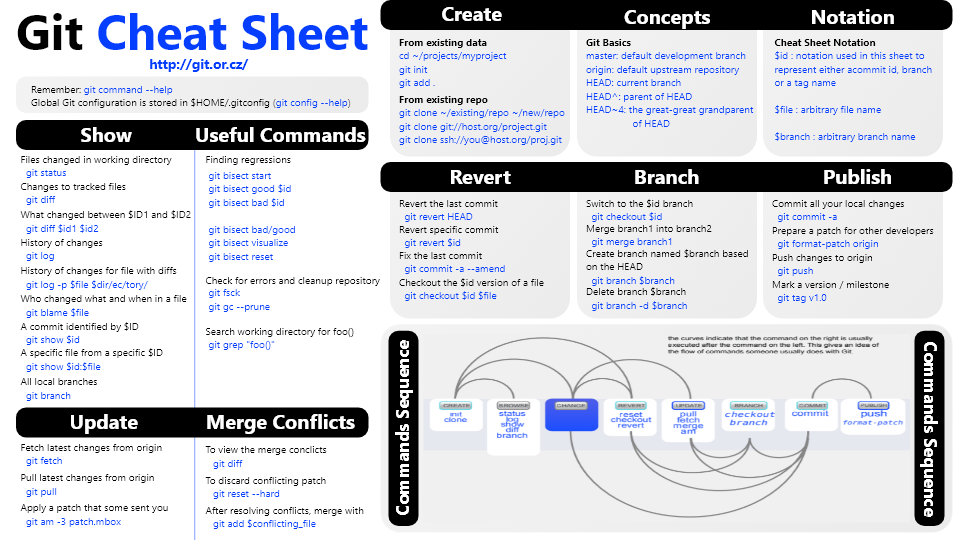 Git Cheat Sheet
http://git.or.cz/
Remember: git command --help
Global Git configuration is stored in $HOME/.gitconfig (git config --help)
Show
Files changed in working directory
git status
Changes to tracked files
git diff
What changed between $ID1 and $ID2
git diff $id1 $id2
History of changes
git log
History of changes for file with diffs
git log -p $file $dir/ec/tory/
Who changed what and when in a file
git blame $file
A commit identified by $ID
git show $id
A specific file from a specific $ID
git show $id:$file
All local branches
git branch
Useful Commands
Finding regressions
git bisect start
git bisect good $id
git bisect bad $id
git bisect bad/good
git bisect visualize
git bisect reset
Check for errors and cleanup repository
git fsck
git gc --prune
Search working directory for foo()
git grep "foo()"
Update
Fetch latest changes from origin
git fetch
Pull latest changes from origin
git pull
Apply a patch that some sent you
git am -3 patch.mbox
Merge Conflicts
To view the merge conclicts
git diff
To discard conflicting patch
git reset --hard
After resolving conflicts, merge with
git add $conflicting_file
Create
From existing data
cd ~/projects/myproject
git init
git add .
From existing repo
git clone ~/existing/repo ~/new/repo
git clone git://host.org/project.git
git clone ssh://you@host.org/proj.git
Concepts
Git Basics
master: default development branch
origin: default upstream repository
HEAD: current branch
HEAD^: parent of HEAD
HEAD~4: the great-great grandparent
of HEAD
Notation
Cheat Sheet Notation
$id : notation used in this sheet to
represent either acommit id, branch
or a tag name
$file : arbitrary file name
$branch : arbitrary branch name
Revert
Revert the last commit
git revert HEAD
Revert specific commit
git revert $id
Fix the last commit
git commit -a --amend
Checkout the $id version of a file
git checkout $id $file
Branch
Switch to the $id branch
git checkout $id
Merge branch1 into branch2
git merge branch1
Create branch named $branch based
on the HEAD
git branch $branch
Delete branch $branch
git branch -d $branch
Publish
Commit all your local changes
git commit -a
Prepare a patch for other developers
git format-patch origin
Push changes to origin
git push
Mark a version / milestone
git tag v1.0
Commands Sequence
the curves indicate that the command on the right is usually
executed after the command on the left. This gives an idea of
the flow of commands someone usually does with Git.
CREATE
init
clone
BROWSE
status
log
show
diff
branch
CHANGE
REVERT
reset
checkout
revert
UPDATE
pull
fetch
merge
am
BRANCH
checkout
branch
COMMIT
commit
PUBLISH
push
format-patch
Commands Sequence